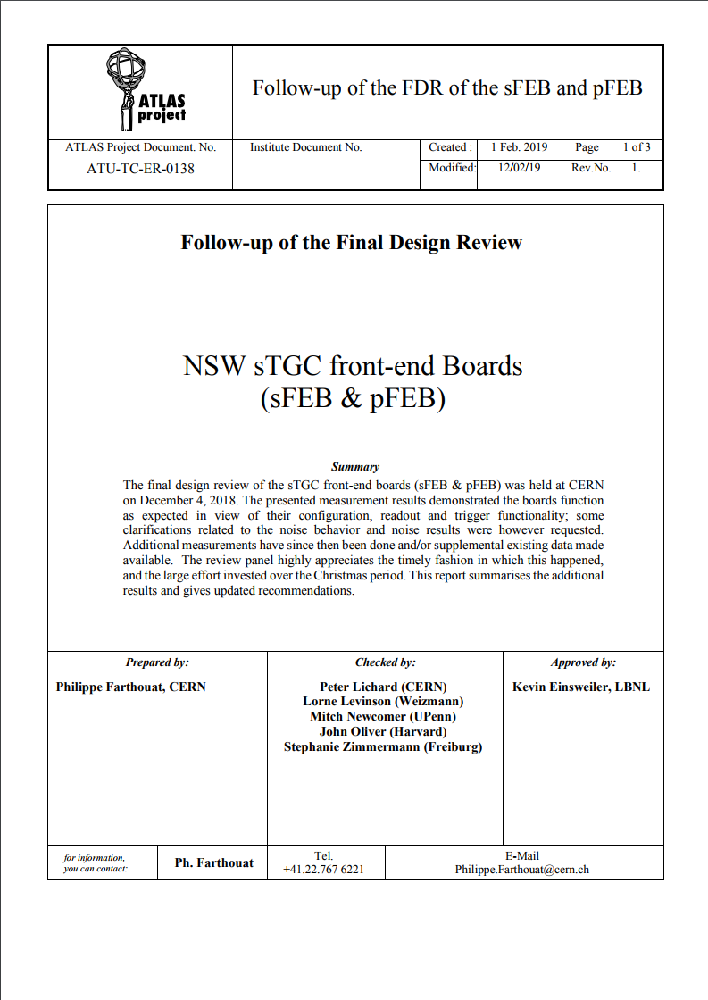 ATLAS
project
Follow-up of the FDR of the sFEB and pFEB
ATLAS Project Document. No.
ATU-TC-ER-0138
Institute Document No.
Created :
1 Feb. 2019
Page
1 of 3
Modified:
12/02/19
Rev.No.
1.
Follow-up of the Final Design Review
NSW sTGC front-end Boards
(sFEB & pFEB)
Summary
The final design review of the sTGC front-end boards (sFEB & pFEB) was held at CERN
on December 4, 2018. The presented measurement results demonstrated the boards function
as expected in view of their configuration, readout and trigger functionality; some
clarifications related to the noise behavior and noise results were however requested.
Additional measurements have since then been done and/or supplemental existing data made
available. The review panel highly appreciates the timely fashion in which this happened,
and the large effort invested over the Christmas period. This report summarises the additional
results and gives updated recommendations.
Prepared by:
Philippe Farthouat, CERN
Checked by:
Peter Lichard (CERN)
Lorne Levinson (Weizmann)
Mitch Newcomer (UPenn)
John Oliver (Harvard)
Stephanie Zimmermann (Freiburg)
Approved by:
Kevin Einsweiler, LBNL
for information,
you can contact:
Ph. Farthouat
Tel.
+41.22.767 6221
E-Mail
Philippe.Farthouat@cern.ch